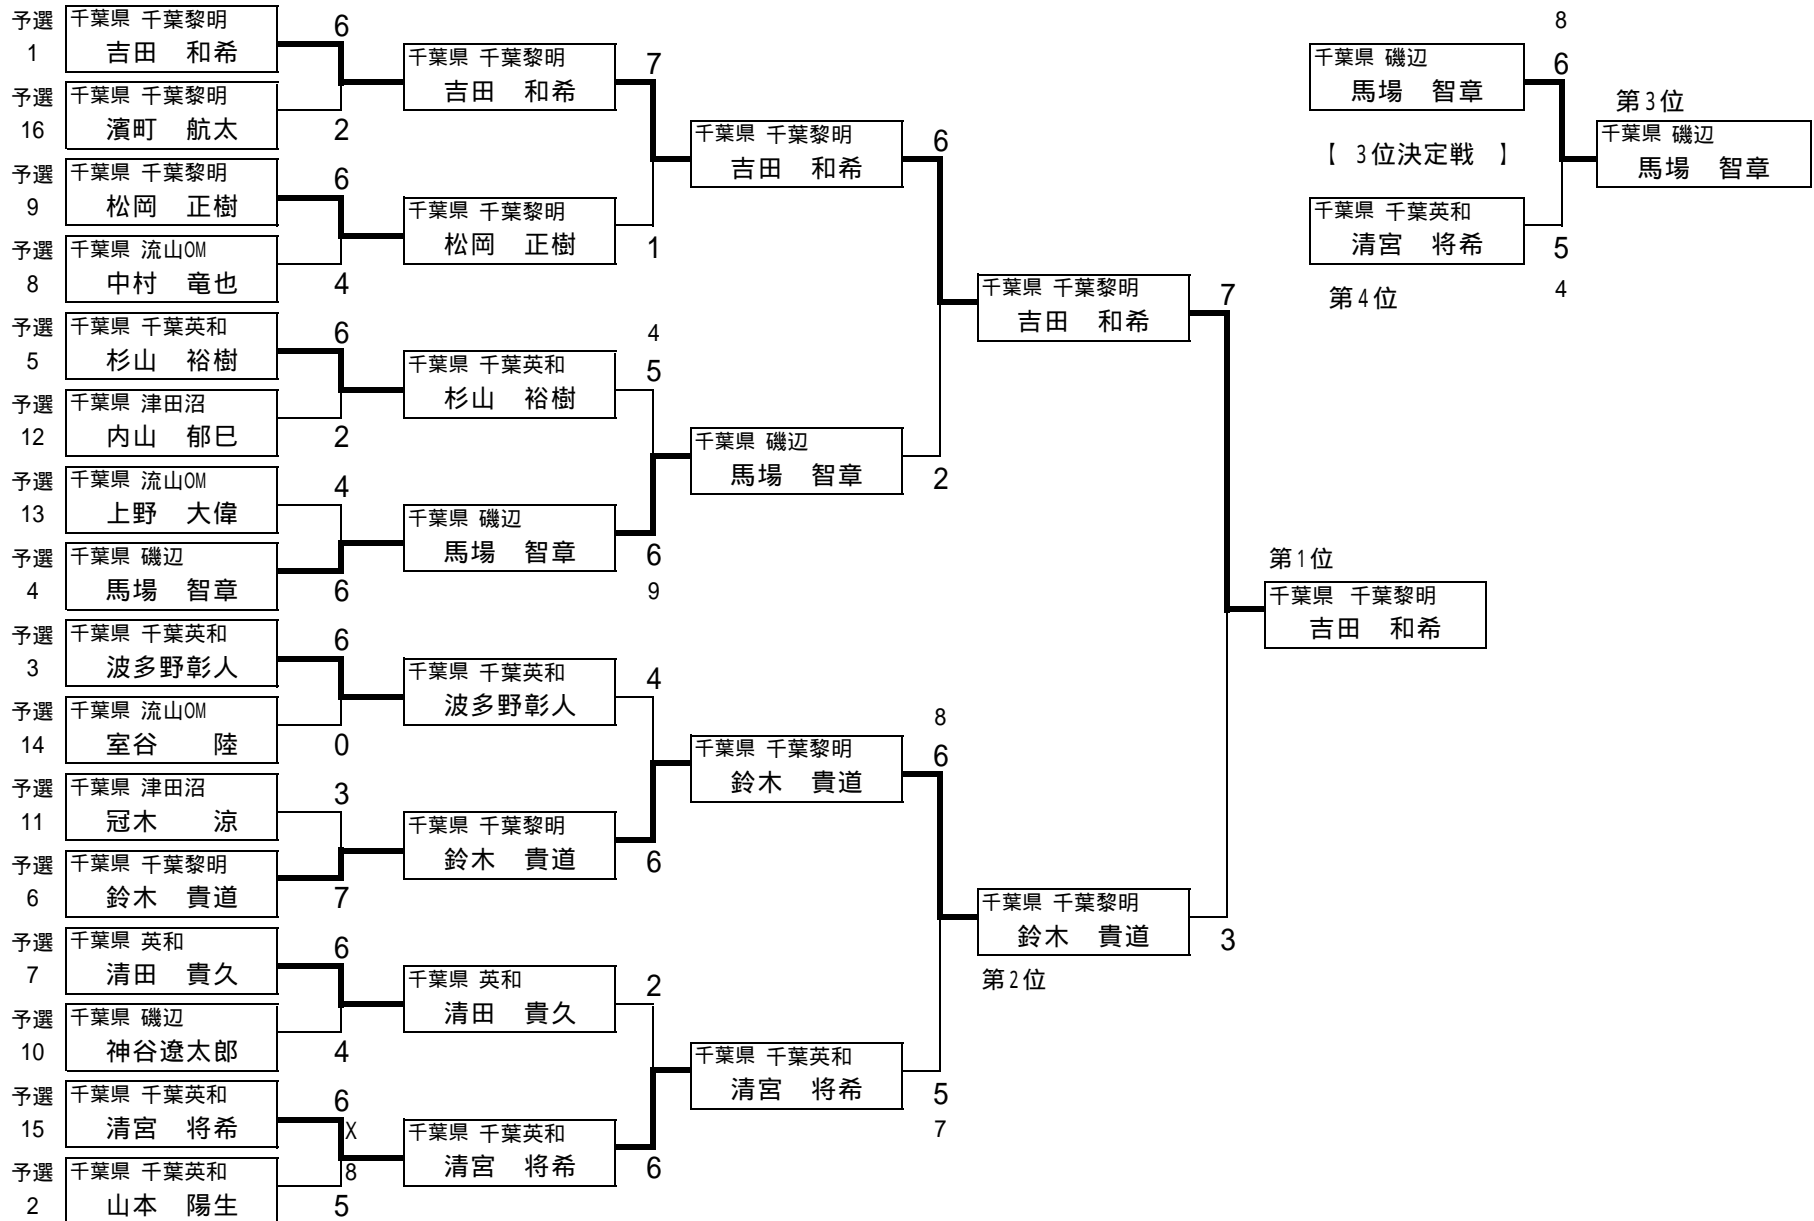 予選
1
千葉県 千葉黎明
吉田 和希
6
予選
16
千葉県 千葉黎明
濱町 航太
2
予選
9
千葉県 千葉黎明
松岡 正樹
6
予選
8
千葉県 流山OM
中村 竜也
4
予選
5
千葉県 千葉英和
杉山 裕樹
6
予選
12
千葉県 津田沼
内山 郁巳
2
予選
13
千葉県 流山OM
上野 大偉
4
予選
4
千葉県 磯辺
馬場 智章
6
予選
3
千葉県 千葉英和
波多野彰人
6
予選
14
千葉県 流山OM
室谷 陸
0
予選
11
千葉県 津田沼
冠木 涼
3
予選
6
千葉県 千葉黎明
鈴木 貴道
7
予選
7
千葉県 英和
清田 貴久
6
予選
10
千葉県 磯辺
神谷遼太郎
4
予選
15
千葉県 千葉英和
清宮 将希
6
X
予選
2
千葉県 千葉英和
山本 陽生
8
5
千葉県 千葉黎明
吉田 和希
7
千葉県 千葉黎明
松岡 正樹
1
千葉県 千葉英和
杉山 裕樹
4
5
千葉県 磯辺
馬場 智章
6
9
千葉県 千葉英和
波多野彰人
4
千葉県 千葉黎明
鈴木 貴道
6
千葉県 英和
清田 貴久
2
千葉県 千葉英和
清宮 将希
6
千葉県 千葉黎明
吉田 和希
6
千葉県 磯辺
馬場 智章
2
千葉県 千葉黎明
鈴木 貴道
8
6
千葉県 千葉英和
清宮 将希
5
7
千葉県 千葉黎明
吉田 和希
7
千葉県 千葉黎明
鈴木 貴道
3
第2位
第1位
千葉県 千葉黎明
吉田 和希
8
千葉県 磯辺
馬場 智章
6
【 3位決定戦 】
千葉県 千葉英和
清宮 将希
5
4
第4位
第3位
千葉県 磯辺
馬場 智章